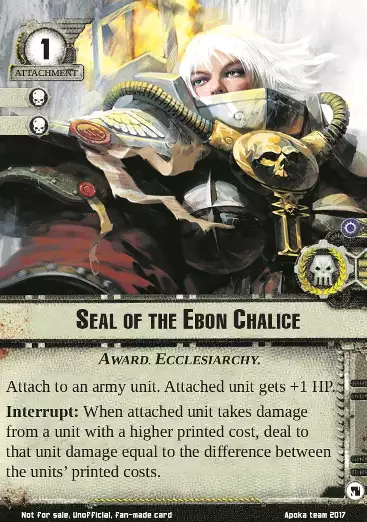 1
ATTACHMENT
SEAL OF THE EBON CHALICE
AWARD. ECCLESIARCHY.
Attach to an army unit. Attached unit gets +1 HP.
Interrupt: When attached unit takes damage
from a unit with a higher printed cost, deal to
that unit damage equal to the difference between
the units' printed costs.
Not for sale. Unofficial, fan-made card
Apoka team 2017